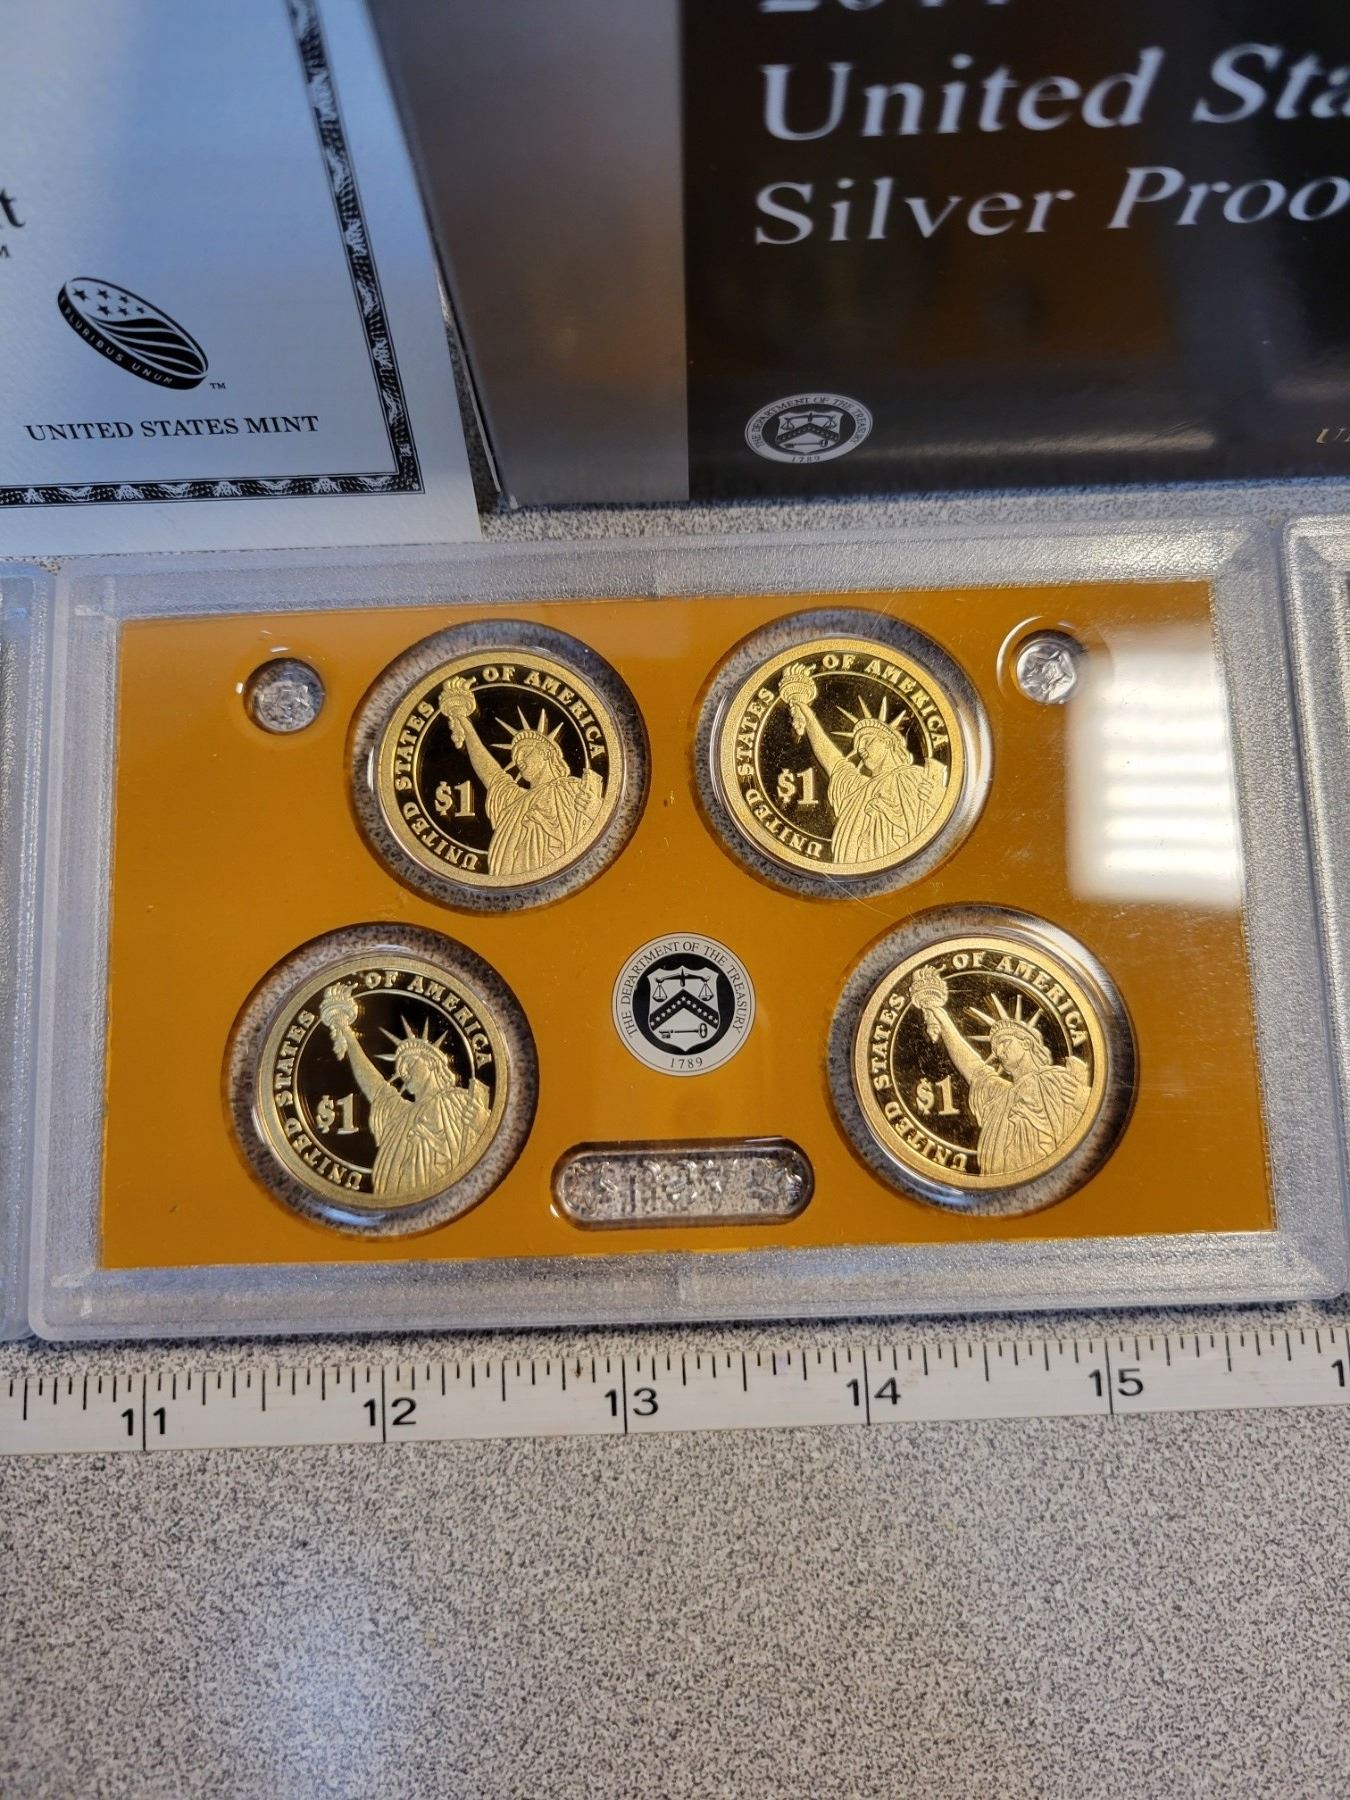 t
M
PLURIBUS UNUM
TM
UNITED STATES MINT
United Sta
Silver Proo
THE DEPARTMENT OF THE TREASURY
1789
U
UNITED STATES OF AMERICA
$1
UNITED STATES OF AMERICA
$1
UNITED STATES OF AMERICA
$1
THE DEPARTMENT OF THE TREASURY
1789
UNITED STATES OF AMERICA
$1
11
12
13
14
15
1